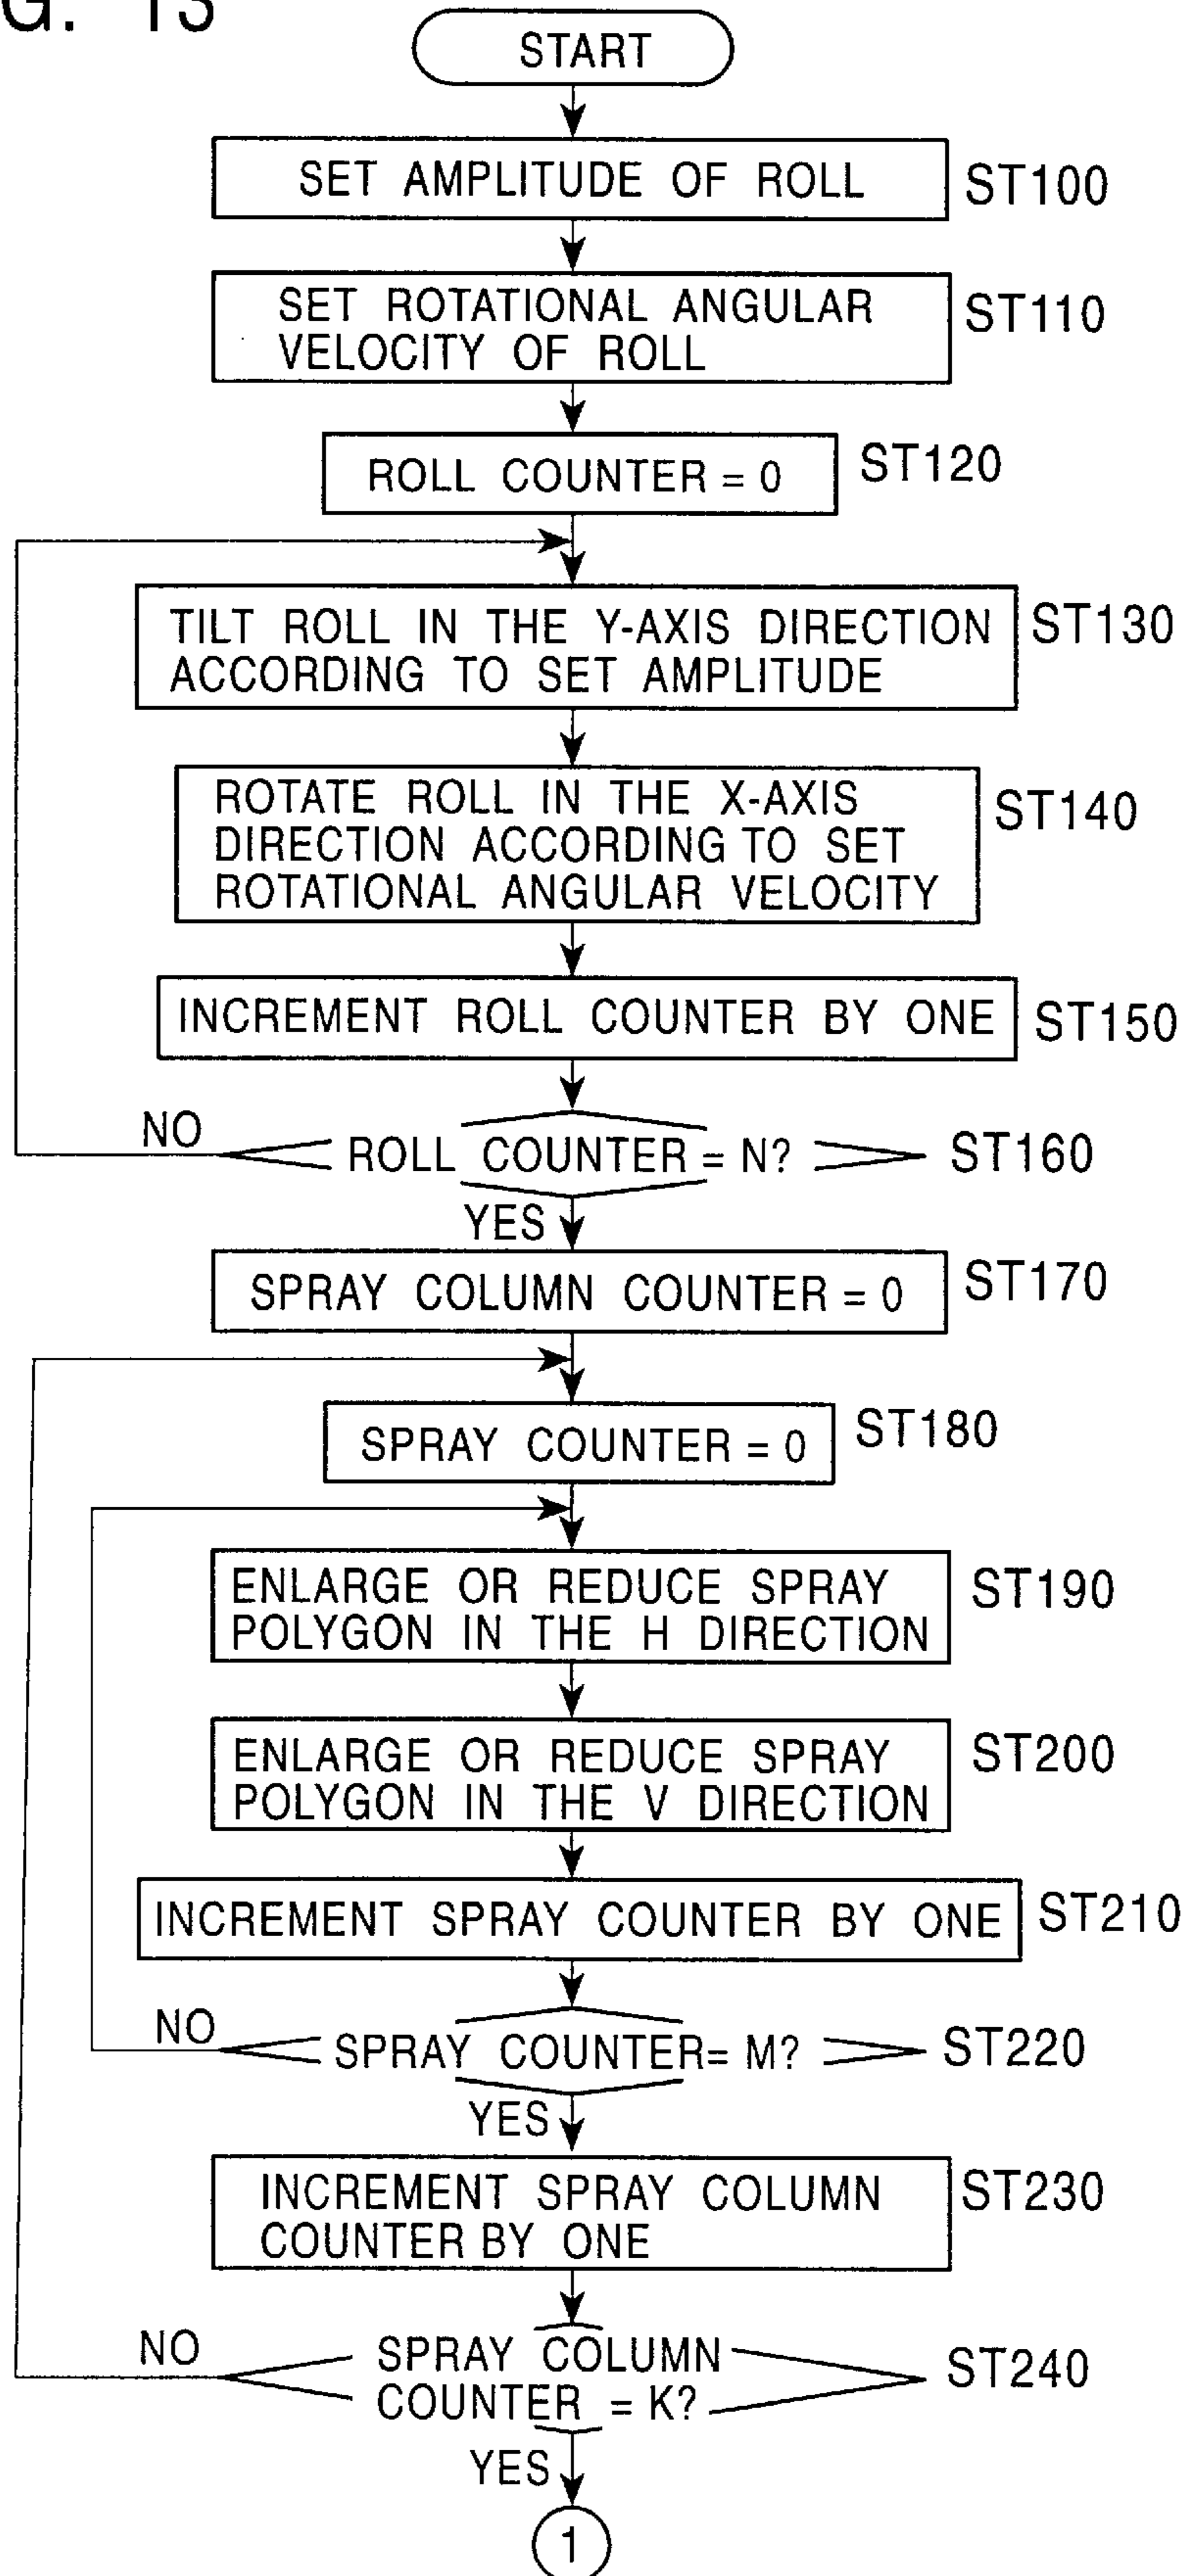 G. 13
START
SET AMPLITUDE OF ROLL
ST100
SET ROTATIONAL ANGULAR
VELOCITY OF ROLL
ST110
ROLL COUNTER = 0
ST120
TILT ROLL IN THE Y-AXIS DIRECTION
ACCORDING TO SET AMPLITUDE
ST130
ROTATE ROLL IN THE X-AXIS
DIRECTION ACCORDING TO SET
ROTATIONAL ANGULAR VELOCITY
ST140
INCREMENT ROLL COUNTER BY ONE
ST150
NO
ROLL COUNTER = N?
ST160
YES
SPRAY COLUMN COUNTER = 0
ST170
SPRAY COUNTER = 0
ST180
ENLARGE OR REDUCE SPRAY
POLYGON IN THE H DIRECTION
ST190
ENLARGE OR REDUCE SPRAY
POLYGON IN THE V DIRECTION
ST200
INCREMENT SPRAY COUNTER BY ONE
ST210
NO
SPRAY COUNTER= M?
ST220
YES
INCREMENT SPRAY COLUMN
COUNTER BY ONE
ST230
NO
SPRAY COLUMN
COUNTER = K?
ST240
YES
1